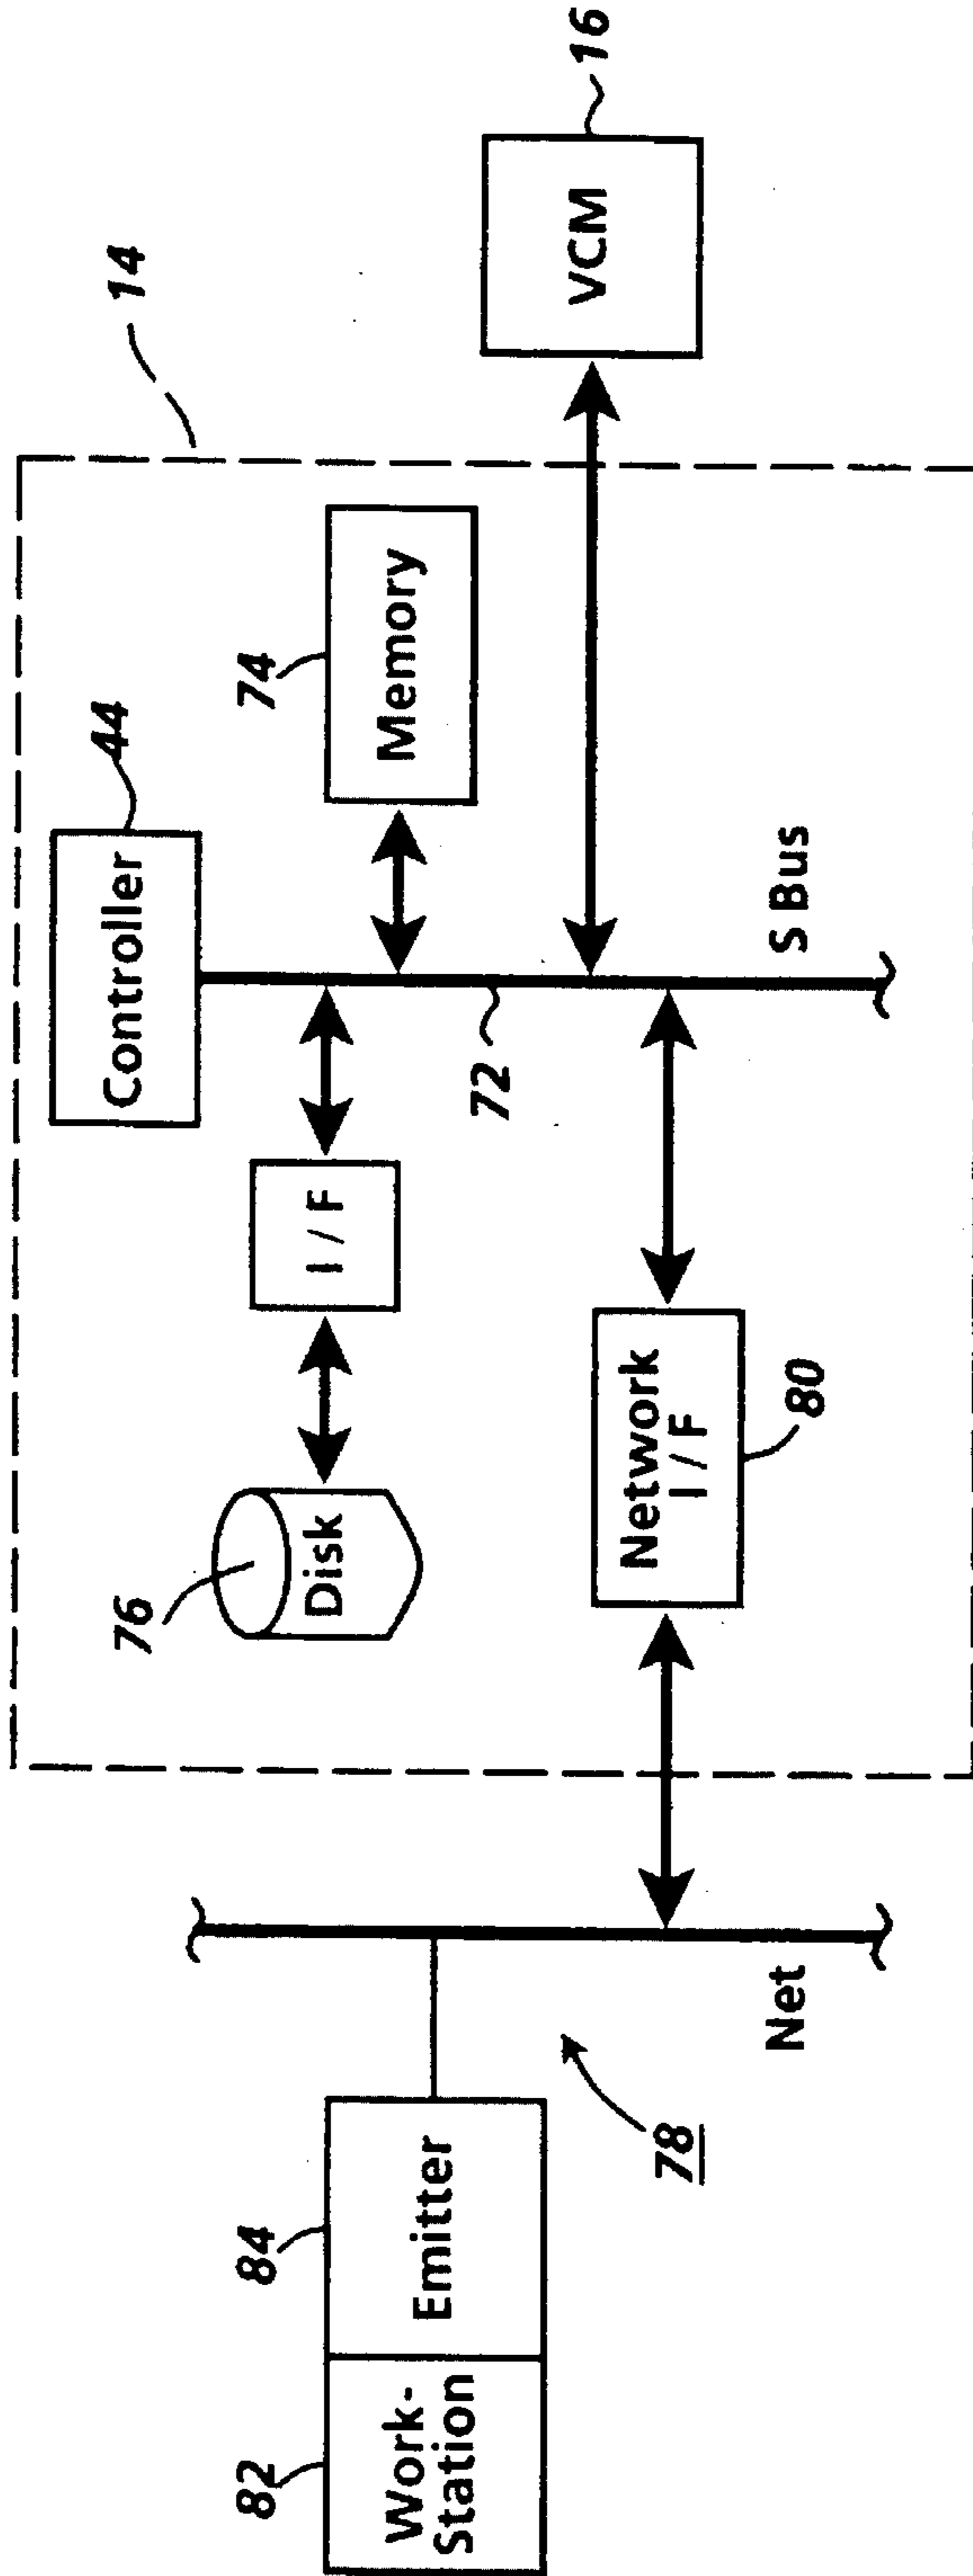 14
Controller
44
76
Disk
I / F
74
Memory
72
VCM
16
82
Work-
Station
84
Emitter
78
Net
Network
I / F
80
S Bus